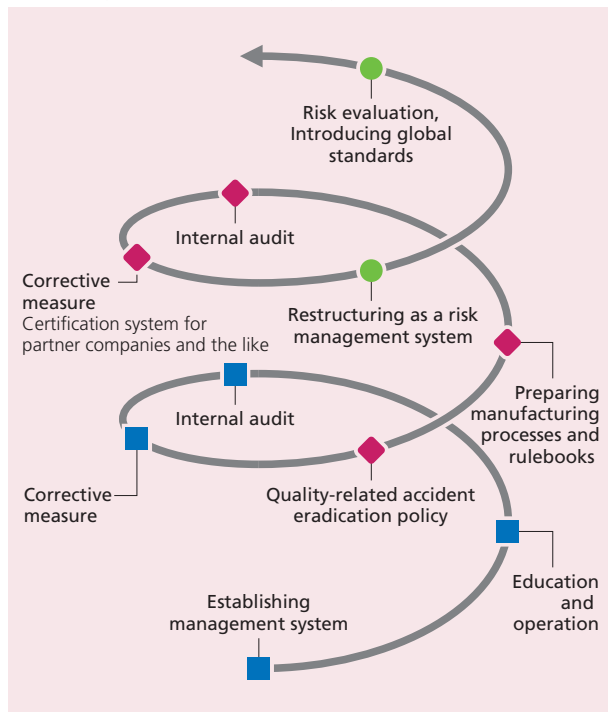 Risk evaluation,
Introducing global
standards
Internal audit
Corrective
measure
Certification system for
partner companies and the like
Restructuring as a risk
management system
Preparing
manufacturing
processes and
rulebooks
Internal audit
Corrective
measure
Quality-related accident
eradication policy
Education
and
operation
Establishing
management system